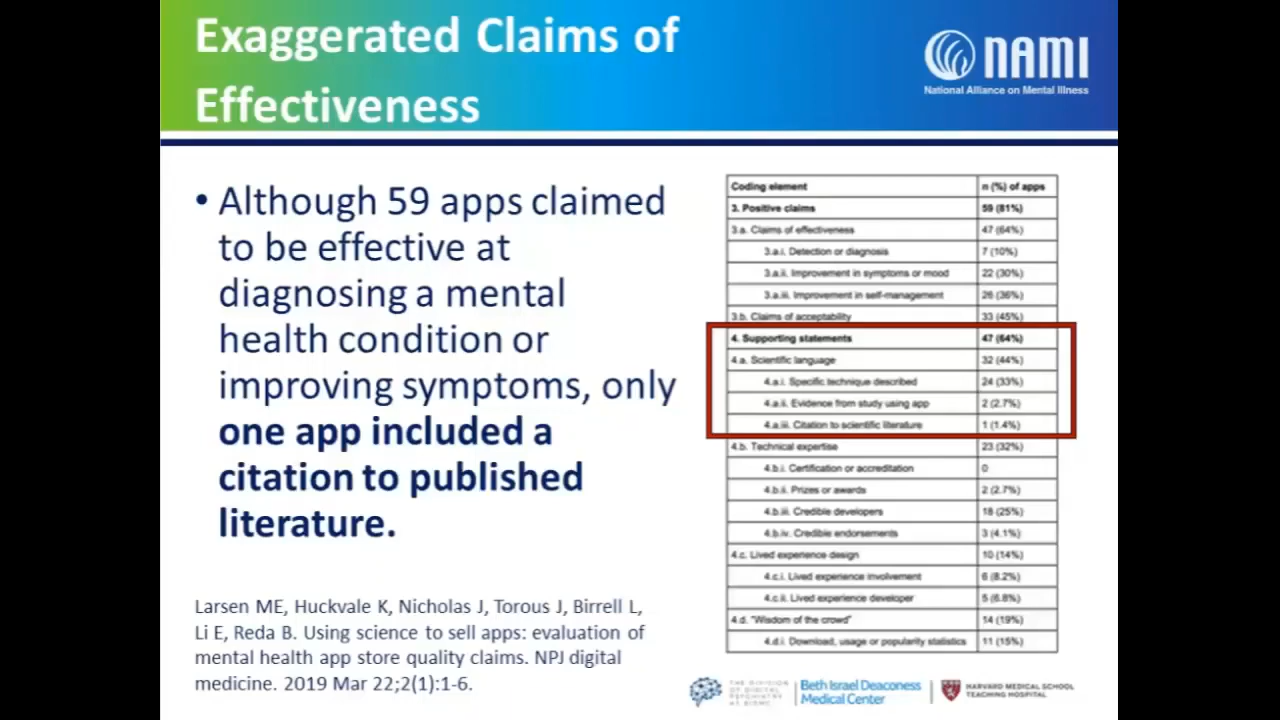 Exaggerated Claims of
Effectiveness
NAMI
National Alliance on Mental Illness
• Although 59 apps claimed
to be effective at
diagnosing a mental
health condition or
improving symptoms, only
one app included a
citation to published
literature.
Larsen ME, Huckvale K, Nicholas J, Torous J, Birrell L,
Li E, Reda B. Using science to sell apps: evaluation of
mental health app store quality claims. NPJ digital
medicine. 2019 Mar 22;2(1):1-6.
Coding element n (%) of apps
3. Positive claims 59 (81%)
3.a. Claims of effectiveness 47 (64%)
3.a.i. Detection or diagnosis 7 (10%)
3.a.ii. Improvement in symptoms or mood 22 (30%)
3.a.iii. Improvement in self-management 26 (36%)
3.b. Claims of acceptability 33 (45%)
4. Supporting statements 47 (64%)
4.a. Scientific language 32 (44%)
4.a.i. Specific technique described 24 (33%)
4.a.ii. Evidence from study using app 2 (2.7%)
4.a.iii. Citation to scientific literature 1 (1.4%)
4.b. Technical expertise 23 (32%)
4.b.i. Certification or accreditation 0
4.b.ii. Prizes or awards 2 (2.7%)
4.b.iii. Credible developers 18 (25%)
4.b.iv. Credible endorsements 3 (4.1%)
4.c. Lived experience design 10 (14%)
4.c.i. Lived experience involvement 6 (8.2%)
4.c.ii. Lived experience developer 5 (6.8%)
4.d. "Wisdom of the crowd" 14 (19%)
4.d.i. Download, usage or popularity statistics 11 (15%)
THE DIVISION
OF DIGITAL
PSYCHIATRY
AT BIDMC
Beth Israel Deaconess
Medical Center
HARVARD MEDICAL SCHOOL
TEACHING HOSPITAL